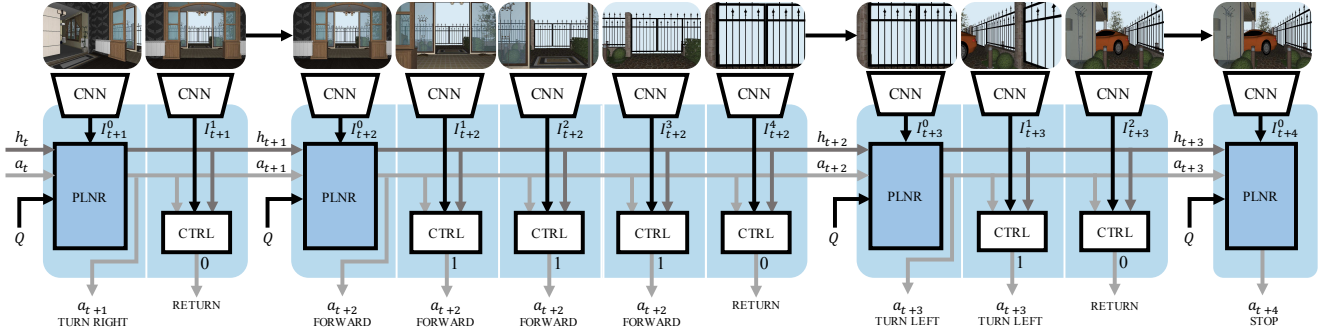 CNN CNN CNN CNN CNN CNN CNN CNN CNN CNN CNN
I⁰ₜ₊₁ I¹ₜ₊₁ I⁰ₜ₊₂ I¹ₜ₊₂ I²ₜ₊₂ I³ₜ₊₂ I⁴ₜ₊₂ I⁰ₜ₊₃ I¹ₜ₊₃ I²ₜ₊₃ I⁰ₜ₊₄
hₜ hₜ₊₁ hₜ₊₂ hₜ₊₃
aₜ aₜ₊₁ aₜ₊₂ aₜ₊₃
PLNR PLNR PLNR PLNR
Q CTRL Q CTRL CTRL CTRL CTRL Q CTRL CTRL Q
0 1 1 1 0 1 0
aₜ₊₁ RETURN aₜ₊₂ aₜ₊₂ aₜ₊₂ aₜ₊₂ RETURN aₜ₊₃ aₜ₊₃ RETURN aₜ₊₄
TURN RIGHT FORWARD FORWARD FORWARD FORWARD TURN LEFT TURN LEFT STOP